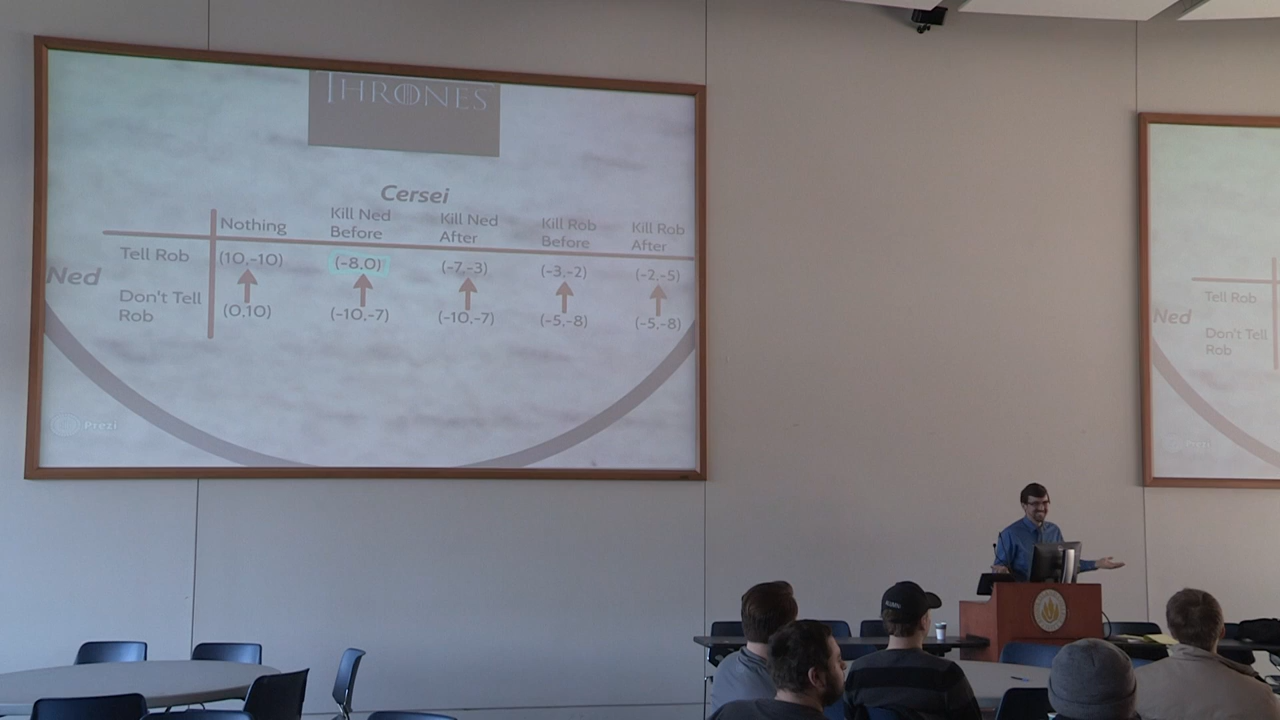 THRONES
Cersei
Nothing
Kill Ned
Before
Kill Ned
After
Kill Rob
Before
Kill Rob
After
Ned
Tell Rob
(10,-10)
(-8,0)
(-7,-3)
(-3,-2)
(-2,-5)
Don't Tell
Rob
(0,10)
(-10,-7)
(-10,-7)
(-5,-8)
(-5,-8)
Prezi
Ned
Tell Rob
Don't Tell
Rob
Prezi